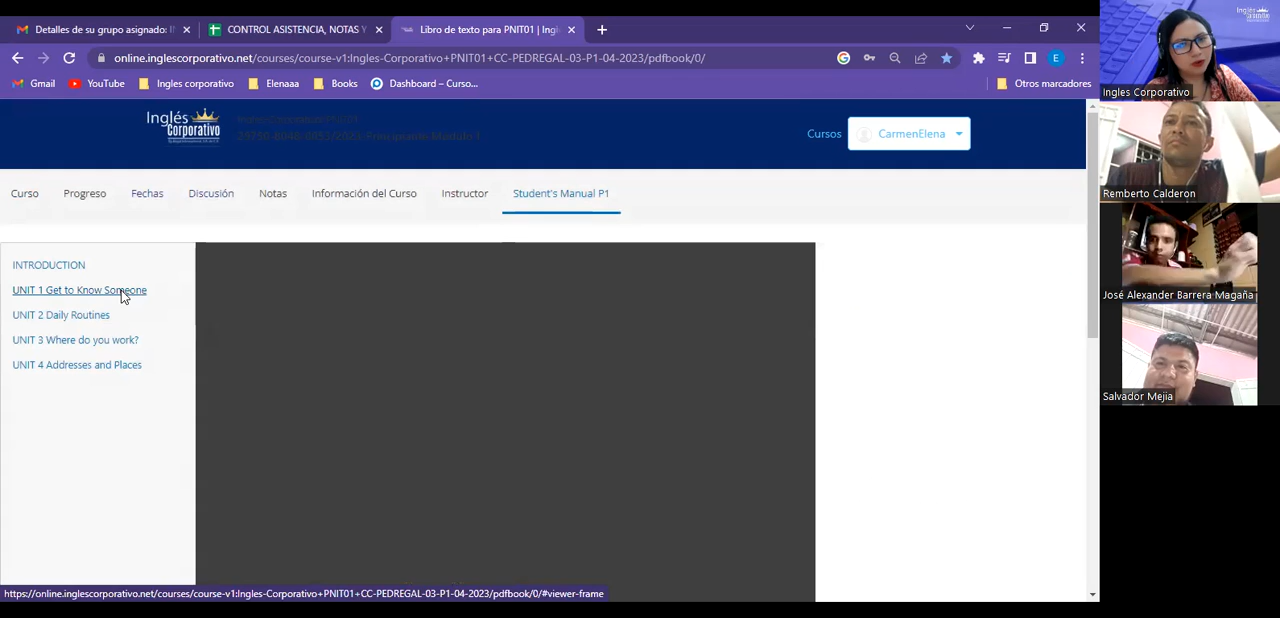 Detalles de su grupo asignado: I
CONTROL ASISTENCIA, NOTAS Y
Libro de texto para PNIT01 | Ingl
online.inglescorporativo.net/courses/course-v1:Ingles-Corporativo+PNIT01+CC-PEDREGAL-03-P1-04-2023/pdfbook/0/
E
Gmail
YouTube
Ingles corporativo
Elenaaa
Books
Dashboard – Curso...
Otros marcadores
Inglés
Corporativo
Cursos
CarmenElena
Curso
Progreso
Fechas
Discusión
Notas
Información del Curso
Instructor
Student's Manual P1
INTRODUCTION
UNIT 1 Get to Know Someone
UNIT 2 Daily Routines
UNIT 3 Where do you work?
UNIT 4 Addresses and Places
https://online.inglescorporativo.net/courses/course-v1:Ingles-Corporativo+PNIT01+CC-PEDREGAL-03-P1-04-2023/pdfbook/0/#viewer-frame
Ingles Corporativo
Remberto Calderon
José Alexander Barrera Magaña
Salvador Mejia